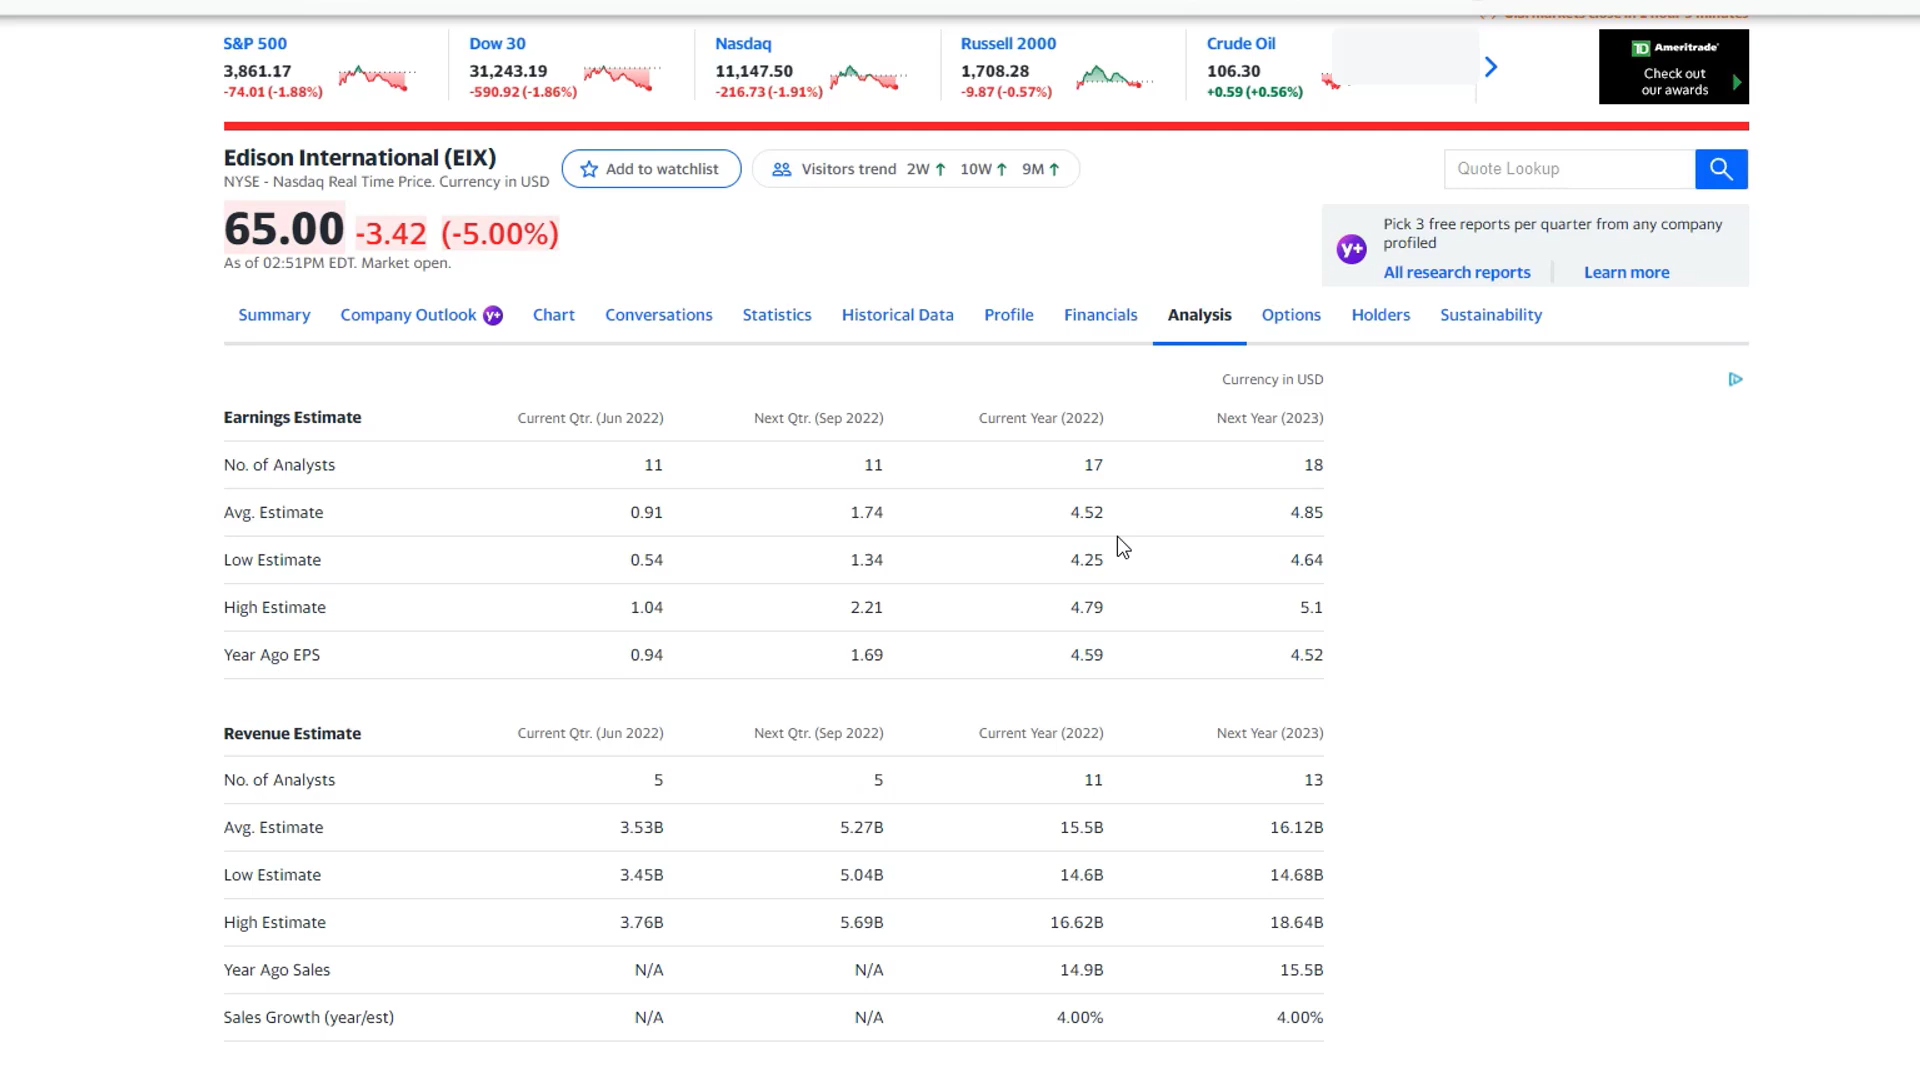 S&P 500
Dow 30
Nasdaq
Russell 2000
Crude Oil
3,861.17
31,243.19
11,147.50
1,708.28
106.30
-74.01 (-1.88%)
-590.92 (-1.86%)
-216.73 (-1.91%)
-9.87 (-0.57%)
+0.59 (+0.56%)
TD Ameritrade
Check out
our awards
Edison International (EIX)
NYSE - Nasdaq Real Time Price. Currency in USD
Add to watchlist
Visitors trend 2W↑ 10W↑ 9M↑
Quote Lookup
65.00 -3.42 (-5.00%)
As of 02:51PM EDT. Market open.
y+
Pick 3 free reports per quarter from any company
profiled
All research reports
Learn more
Summary Company Outlook y+ Chart Conversations Statistics Historical Data Profile Financials Analysis Options Holders Sustainability
Currency in USD
Earnings Estimate Current Qtr. (Jun 2022) Next Qtr. (Sep 2022) Current Year (2022) Next Year (2023)
No. of Analysts 11 11 17 18
Avg. Estimate 0.91 1.74 4.52 4.85
Low Estimate 0.54 1.34 4.25 4.64
High Estimate 1.04 2.21 4.79 5.1
Year Ago EPS 0.94 1.69 4.59 4.52
Revenue Estimate Current Qtr. (Jun 2022) Next Qtr. (Sep 2022) Current Year (2022) Next Year (2023)
No. of Analysts 5 5 11 13
Avg. Estimate 3.53B 5.27B 15.5B 16.12B
Low Estimate 3.45B 5.04B 14.6B 14.68B
High Estimate 3.76B 5.69B 16.62B 18.64B
Year Ago Sales N/A N/A 14.9B 15.5B
Sales Growth (year/est) N/A N/A 4.00% 4.00%